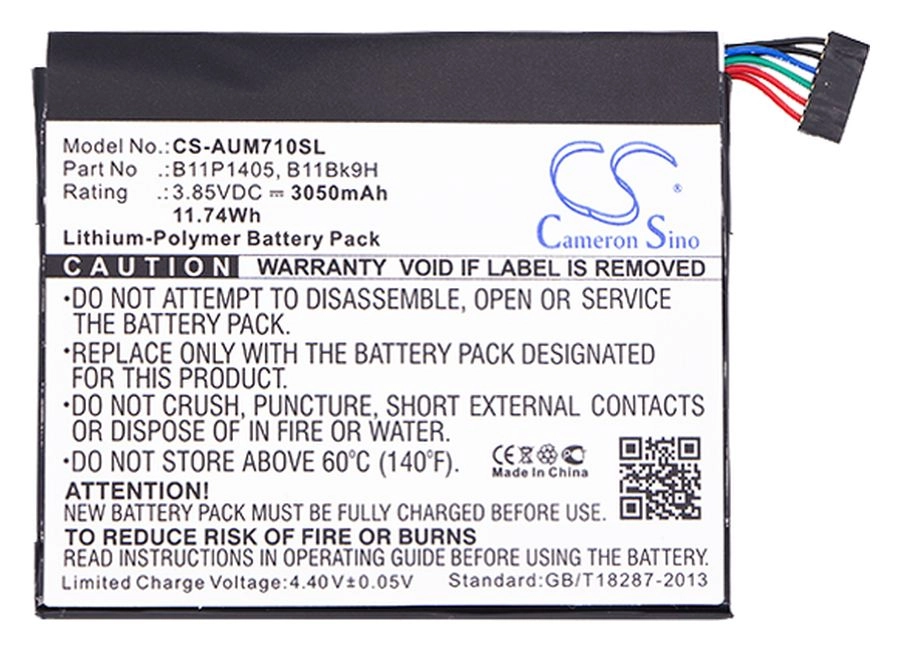 Model No.:CS-AUM710SL
Part No .:B11P1405, B11Bk9H
Rating .:3.85VDC ⎓ 3050mAh
11.74Wh
Lithium-Polymer Battery Pack
CS
®
Cameron Sino
CAUTION WARRANTY VOID IF LABEL IS REMOVED
·DO NOT ATTEMPT TO DISASSEMBLE, OPEN OR SERVICE
THE BATTERY PACK.
·REPLACE ONLY WITH THE BATTERY PACK DESIGNATED
FOR THIS PRODUCT.
·DO NOT CRUSH, PUNCTURE, SHORT EXTERNAL CONTACTS
OR DISPOSE OF IN FIRE OR WATER.
·DO NOT STORE ABOVE 60°C (140°F).
CE
Made In China
ATTENTION!
NEW BATTERY PACK MUST BE FULLY CHARGED BEFORE USE.
TO REDUCE RISK OF FIRE OR BURNS
READ INSTRUCTIONS IN OPERATING GUIDE BEFORE USING BATTERY
Limited Charge Voltage:4.40V±0.05V Standard:GB/T18287-2013